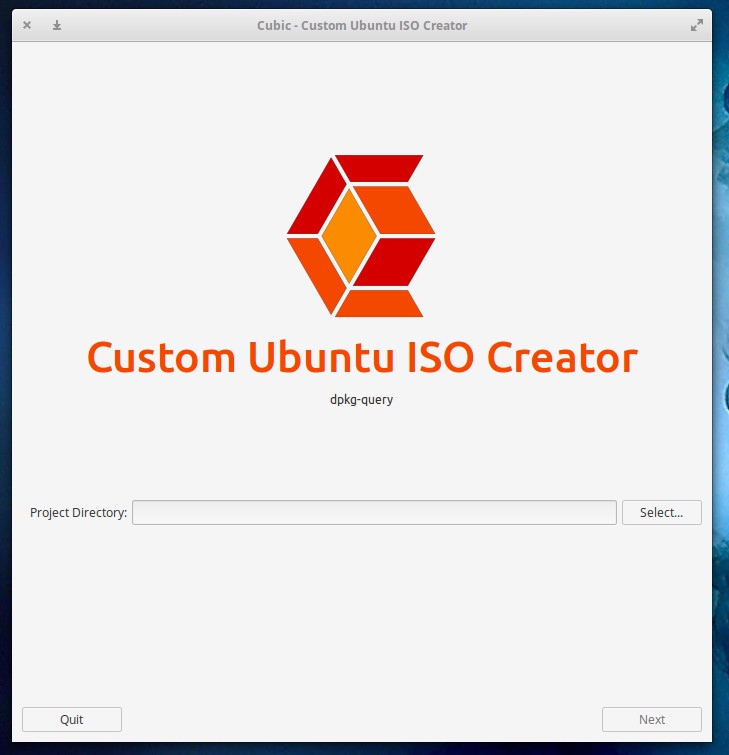 Cubic - Custom Ubuntu ISO Creator
Custom Ubuntu ISO Creator
dpkg-query
Project Directory:
Select...
Quit
Next